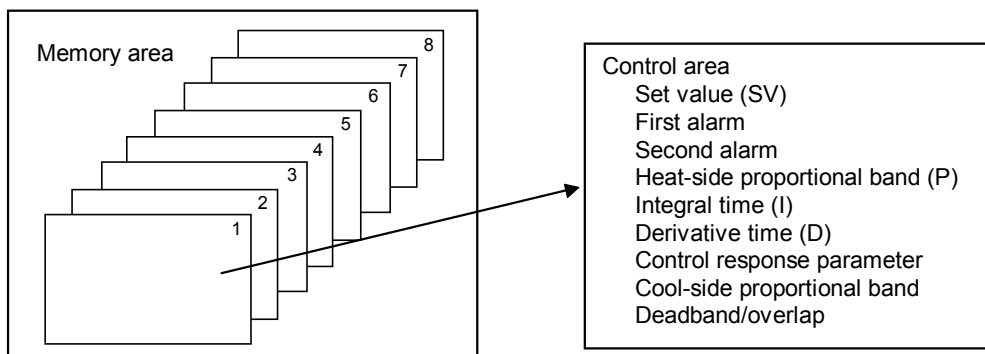 Memory area
8
7
6
5
4
3
2
1
Control area
Set value (SV)
First alarm
Second alarm
Heat-side proportional band (P)
Integral time (I)
Derivative time (D)
Control response parameter
Cool-side proportional band
Deadband/overlap